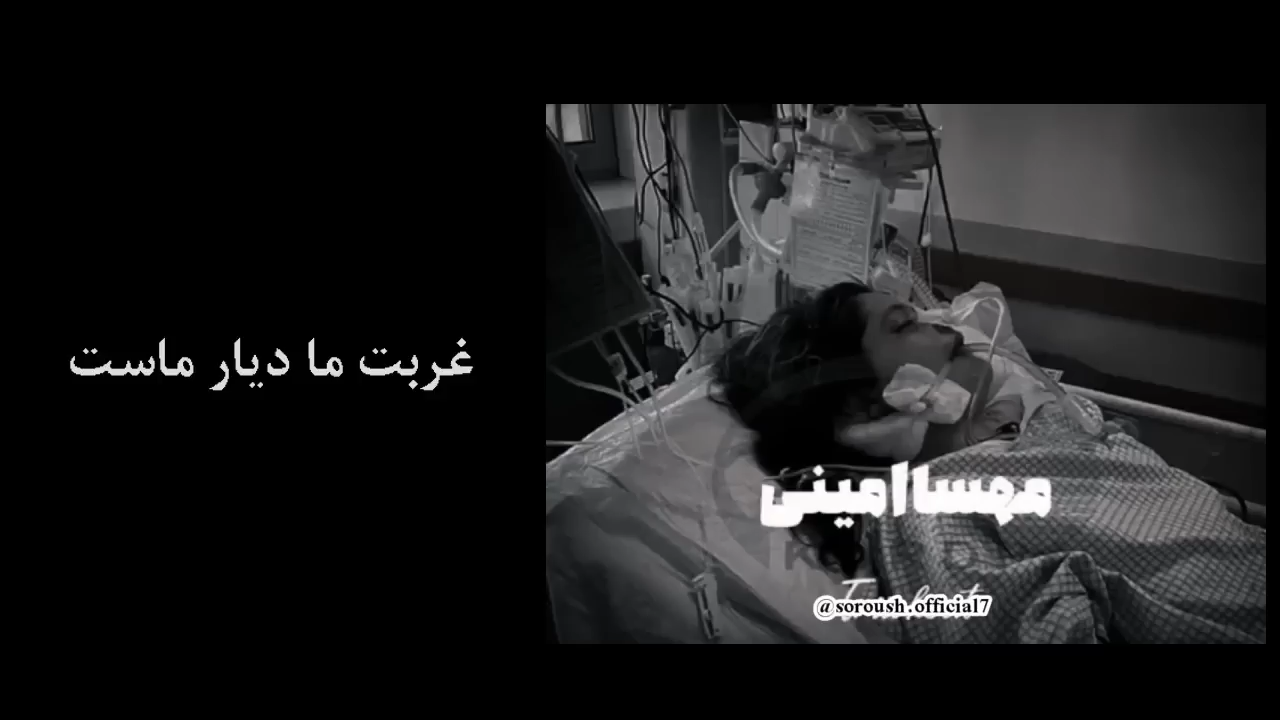 غربت ما دیار ماست
مهسا امینی
@soroush.official7